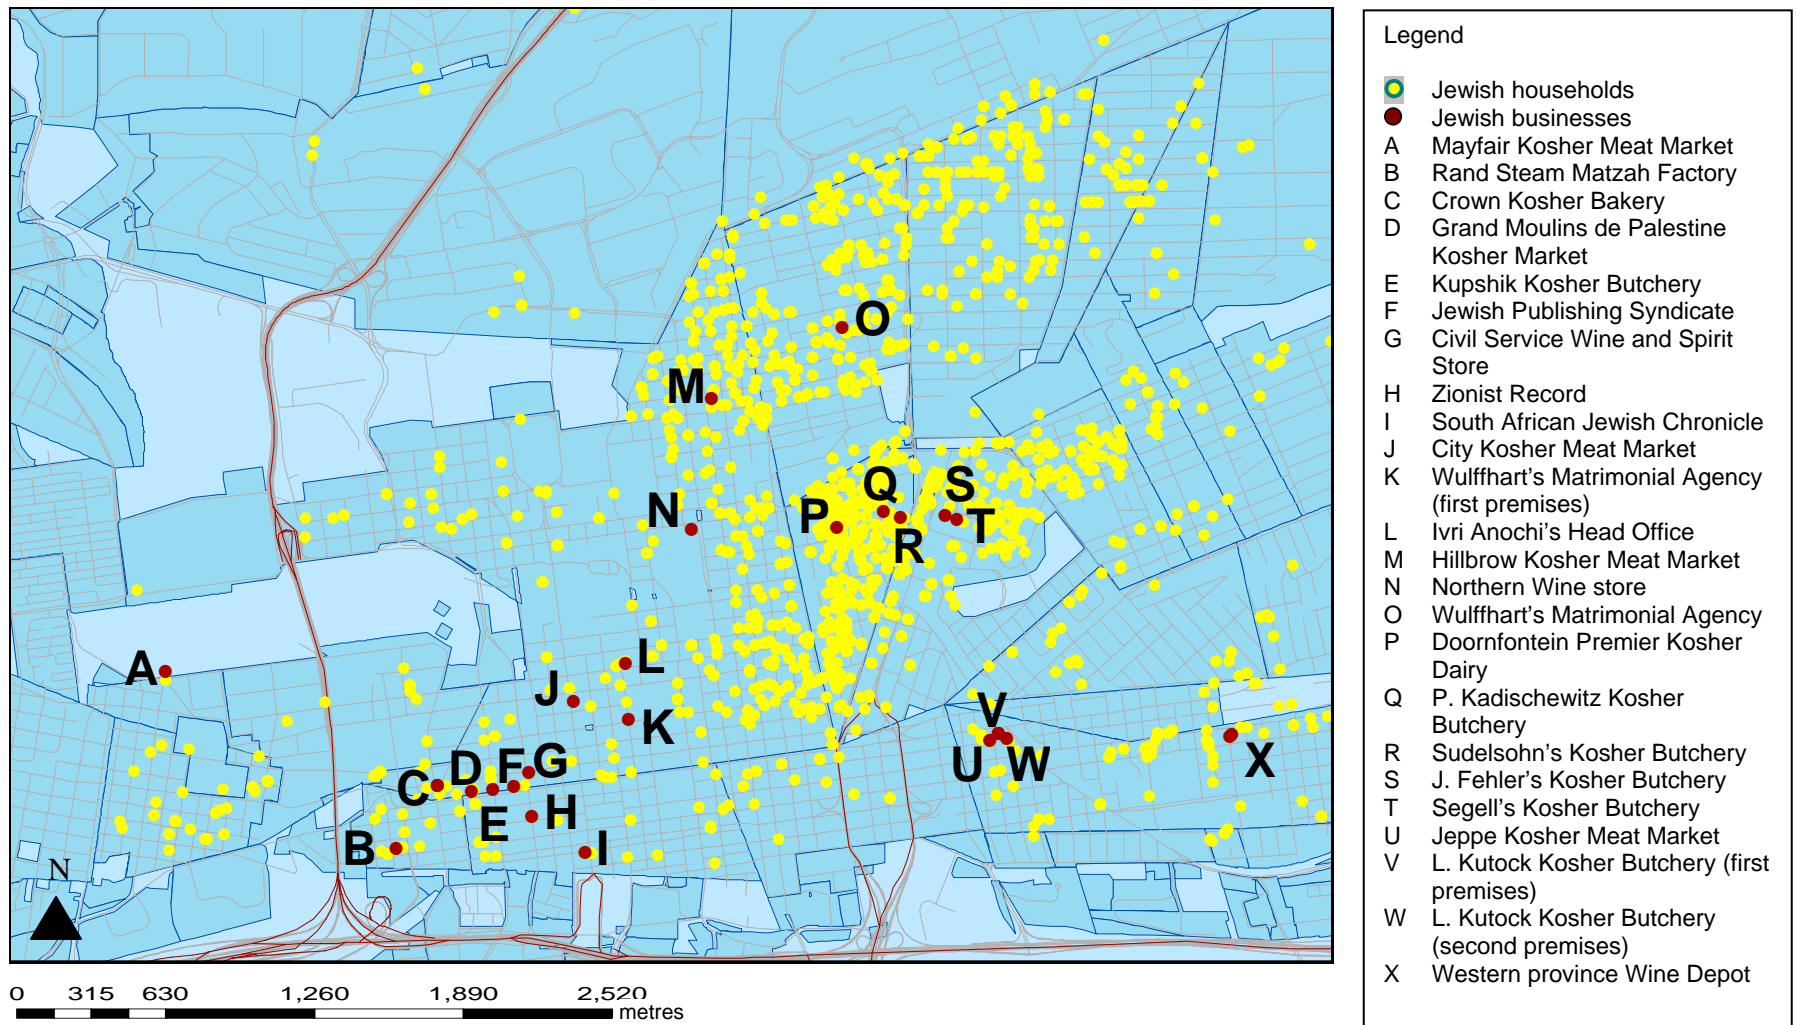 O
M
Q
S
N
P
T
R
A
L
J
K
V
U
W
X
D
F
G
C
E
H
B
I
N
0 315 630 1,260 1,890 2,520
metres
Legend
Jewish households
Jewish businesses
A Mayfair Kosher Meat Market
B Rand Steam Matzah Factory
C Crown Kosher Bakery
D Grand Moulins de Palestine
Kosher Market
E Kupshik Kosher Butchery
F Jewish Publishing Syndicate
G Civil Service Wine and Spirit
Store
H Zionist Record
I South African Jewish Chronicle
J City Kosher Meat Market
K Wulffhart's Matrimonial Agency
(first premises)
L Ivri Anochi's Head Office
M Hillbrow Kosher Meat Market
N Northern Wine store
O Wulffhart's Matrimonial Agency
P Doornfontein Premier Kosher
Dairy
Q P. Kadischewitz Kosher
Butchery
R Sudelsohn's Kosher Butchery
S J. Fehler's Kosher Butchery
T Segell's Kosher Butchery
U Jeppe Kosher Meat Market
V L. Kutock Kosher Butchery (first
premises)
W L. Kutock Kosher Butchery
(second premises)
X Western province Wine Depot